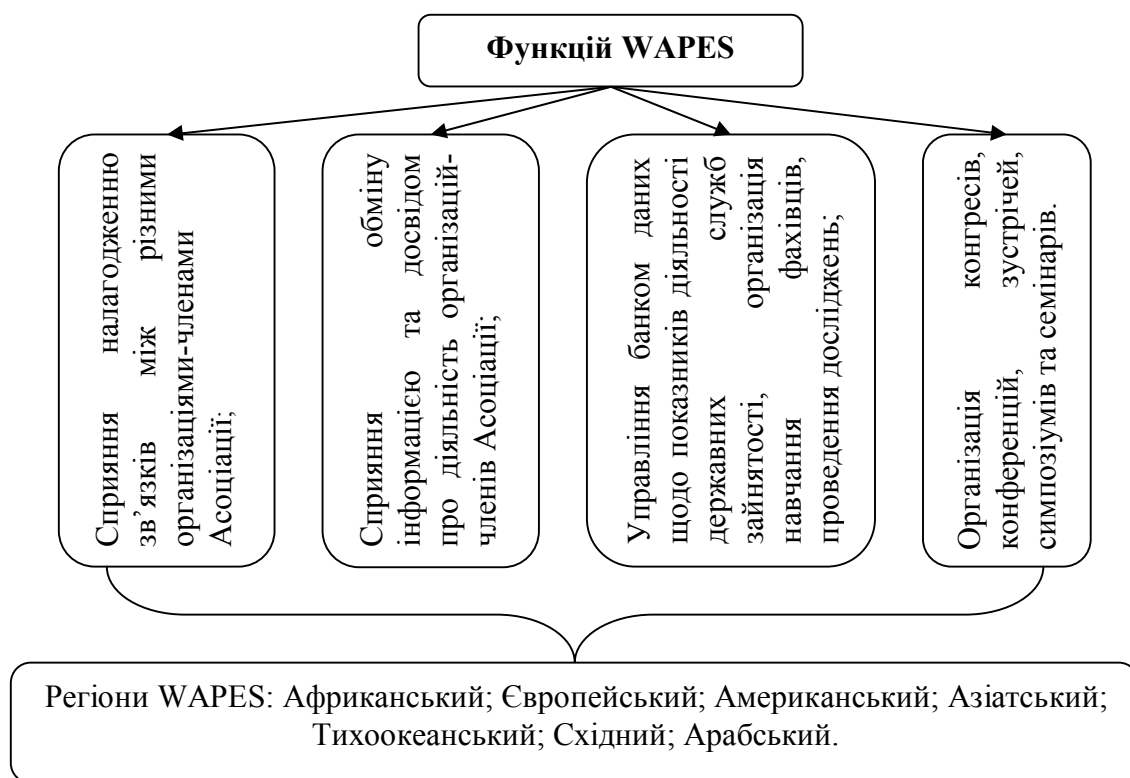 Функцій WAPES
Сприяння налагодженню
зв’язків між різними
організаціями-членами
Асоціації;
Сприяння обміну
інформацією та досвідом
про діяльність організацій-
членів Асоціації;
Управління банком даних
щодо показників діяльності
державних служб
зайнятості, організація
навчання фахівців,
проведення досліджень;
Організація конгресів,
конференцій, зустрічей,
симпозіумів та семінарів.
Регіони WAPES: Африканський; Європейський; Американський; Азіатський;
Тихоокеанський; Східний; Арабський.